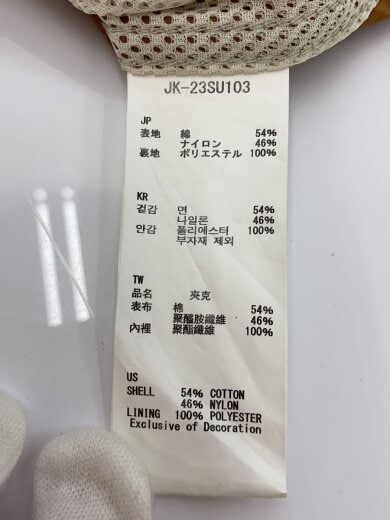 JK-23SU103
JP
表地 綿 54%
ナイロン 46%
裏地 ポリエステル 100%
KR
겉감 면 54%
나일론 46%
안감 폴리에스터 100%
부자재 제외
TW
品名 夾克
表布 棉 54%
聚醯胺纖維 46%
內裡 聚酯纖維 100%
US
SHELL 54% COTTON
46% NYLON
LINING 100% POLYESTER
Exclusive of Decoration